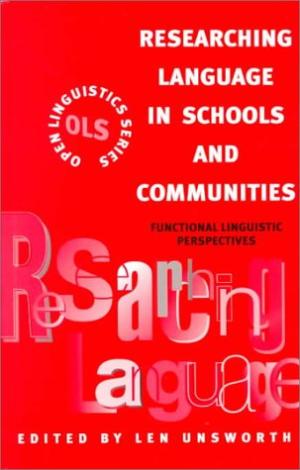 RESEARCHING
LANGUAGE
IN SCHOOLS
AND
COMMUNITIES
OPEN LINGUISTICS SERIES
OLS
FUNCTIONAL LINGUISTIC
PERSPECTIVES
Researching
Language
EDITED BY LEN UNSWORTH